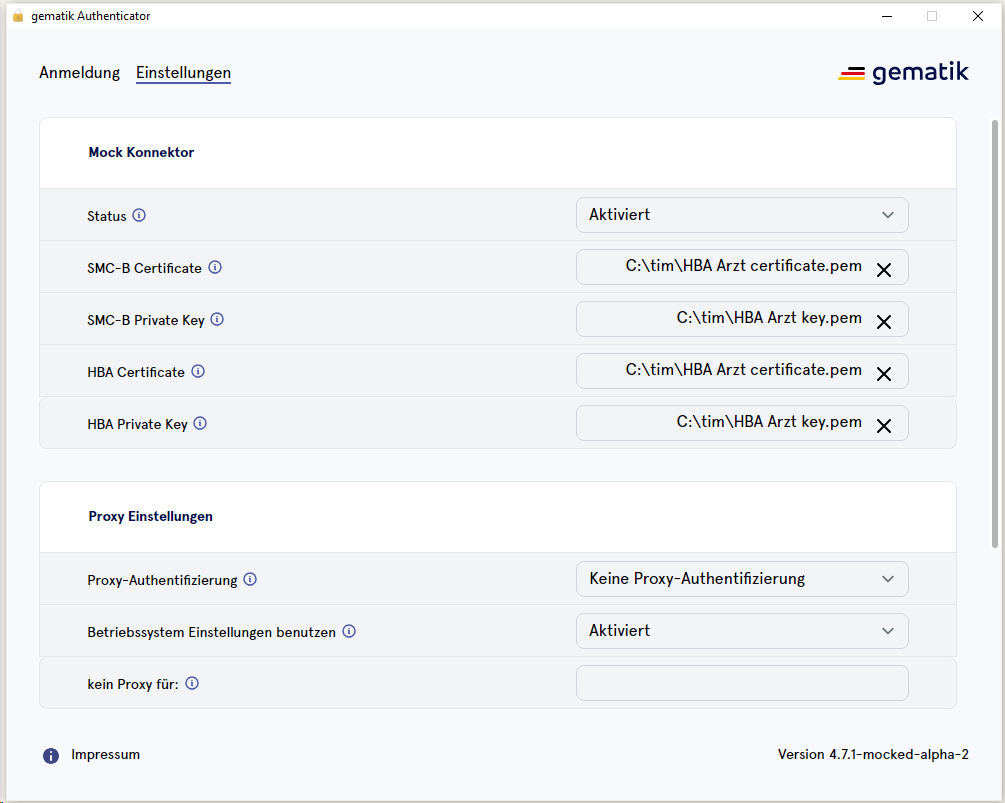 gematik Authenticator
Anmeldung Einstellungen
gematik
Mock Konnektor
Status
Aktiviert
SMC-B Certificate
C:\tim\HBA Arzt certificate.pem
SMC-B Private Key
C:\tim\HBA Arzt key.pem
HBA Certificate
C:\tim\HBA Arzt certificate.pem
HBA Private Key
C:\tim\HBA Arzt key.pem
Proxy Einstellungen
Proxy-Authentifizierung
Keine Proxy-Authentifizierung
Betriebssystem Einstellungen benutzen
Aktiviert
kein Proxy für:
Impressum
Version 4.7.1-mocked-alpha-2